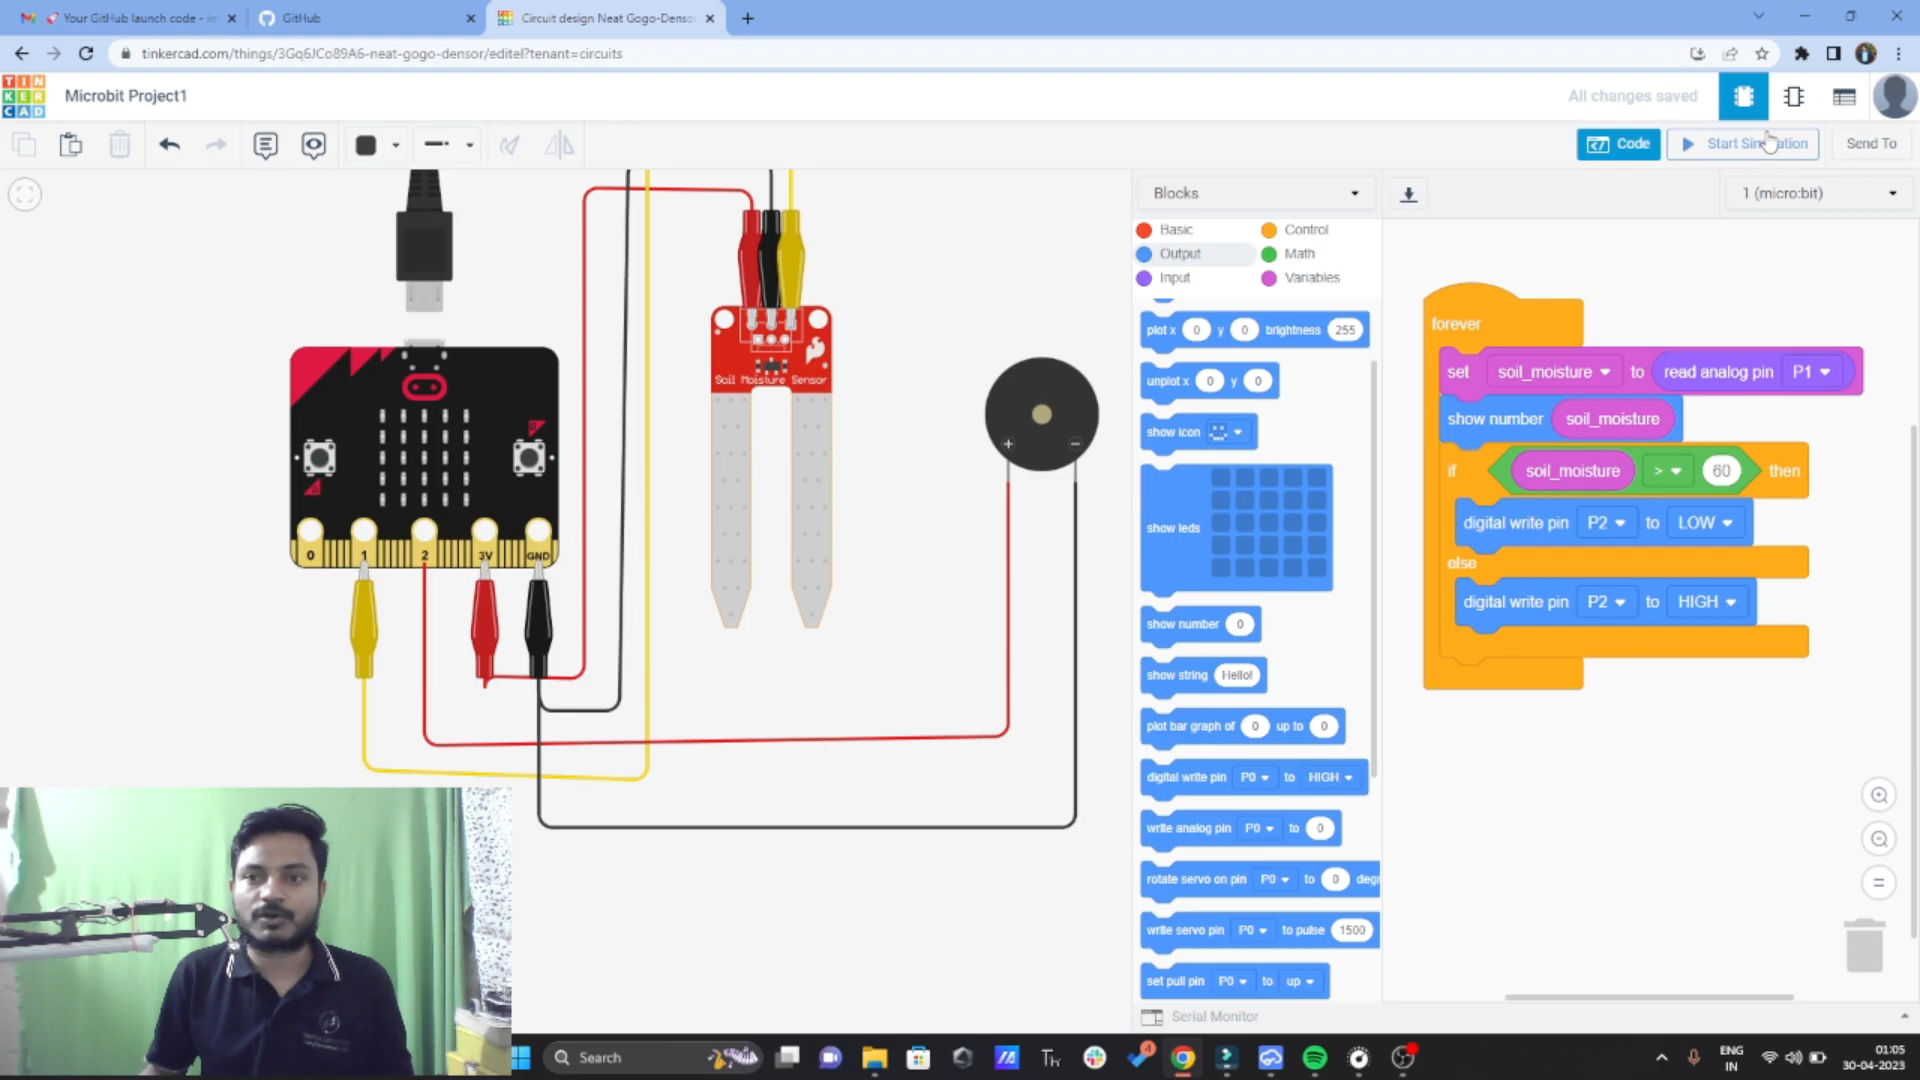 Your GitHub launch code - i
GitHub
Circuit design Neat Gogo-Denso
tinkercad.com/things/3Gq6JCo89A6-neat-gogo-densor/editel?tenant=circuits
TIN
KER
CAD
Microbit Project1
All changes saved
Code
Start Simulation
Send To
Blocks
1 (micro:bit)
Basic
Control
Output
Math
Input
Variables
plot x 0 y 0 brightness 255
unplot x 0 y 0
show icon
show leds
show number 0
show string Hello!
plot bar graph of 0 up to 0
digital write pin P0 to HIGH
write analog pin P0 to 0
rotate servo on pin P0 to 0 degr
write servo pin P0 to pulse 1500
set pull pin P0 to up
Serial Monitor
forever
set soil_moisture to read analog pin P1
show number soil_moisture
if soil_moisture > 60 then
digital write pin P2 to LOW
else
digital write pin P2 to HIGH
Soil Moisture Sensor
+ −
A
B
0 1 2 3V GND
Search
ENG
IN
01:05
30-04-2023